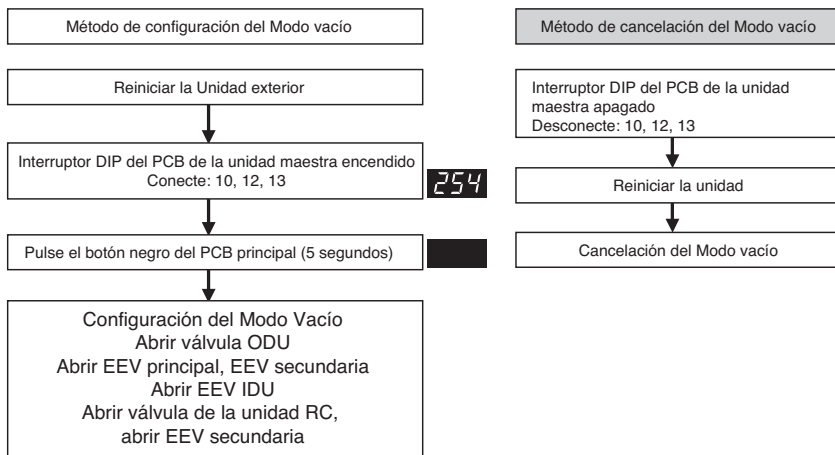 Método de configuración del Modo vacío
Reiniciar la Unidad exterior
Interruptor DIP del PCB de la unidad maestra encendido
Conecte: 10, 12, 13
254
Pulse el botón negro del PCB principal (5 segundos)
Configuración del Modo Vacío
Abrir válvula ODU
Abrir EEV principal, EEV secundaria
Abrir EEV IDU
Abrir válvula de la unidad RC,
abrir EEV secundaria
Método de cancelación del Modo vacío
Interruptor DIP del PCB de la unidad
maestra apagado
Desconecte: 10, 12, 13
Reiniciar la unidad
Cancelación del Modo vacío